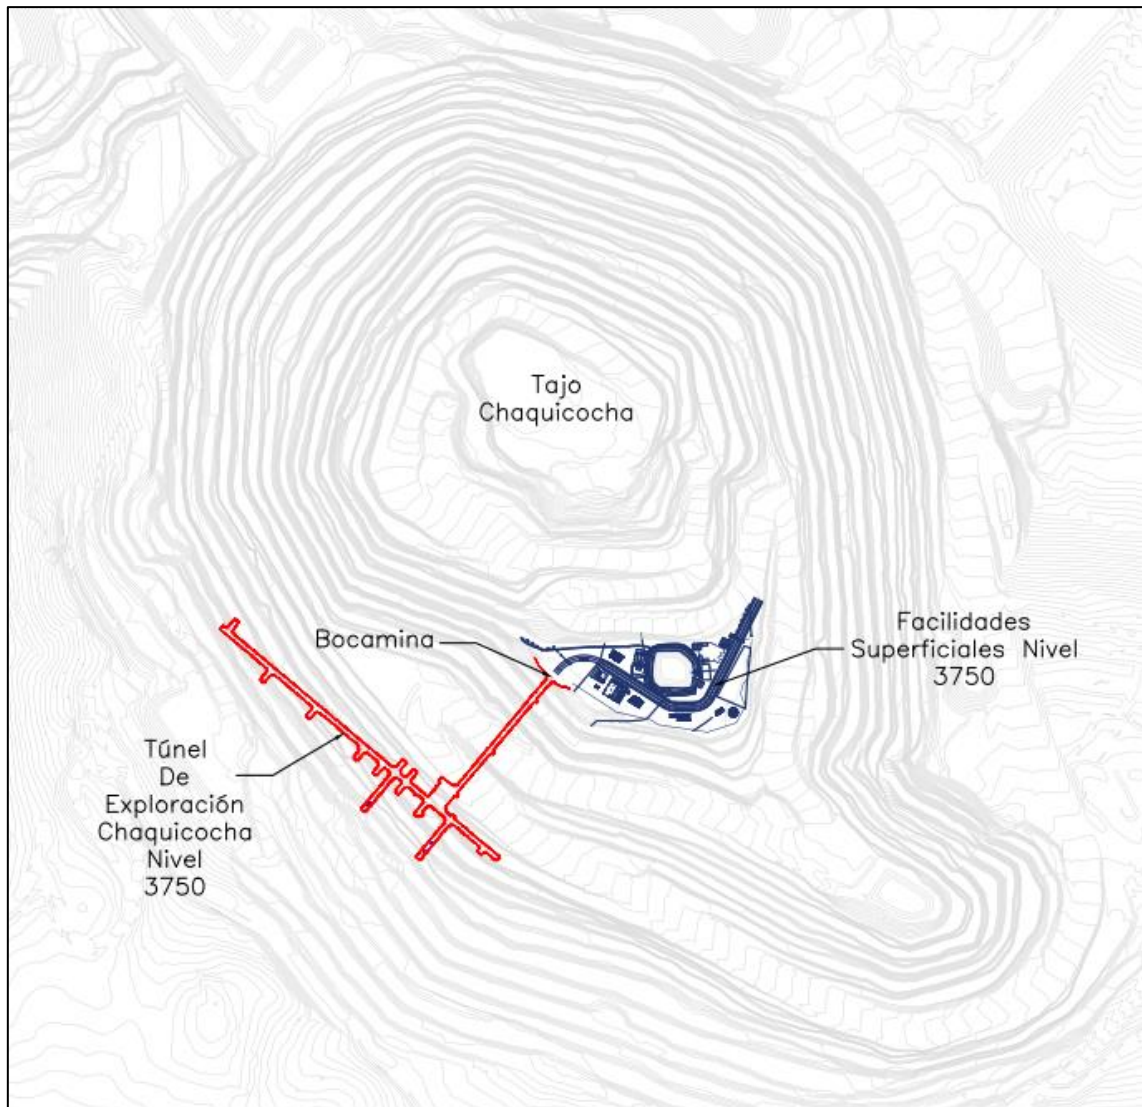 Tajo
Chaquicocha
Bocamina
Facilidades
Superficiales Nivel
3750
Túnel
De
Exploración
Chaquicocha
Nivel
3750